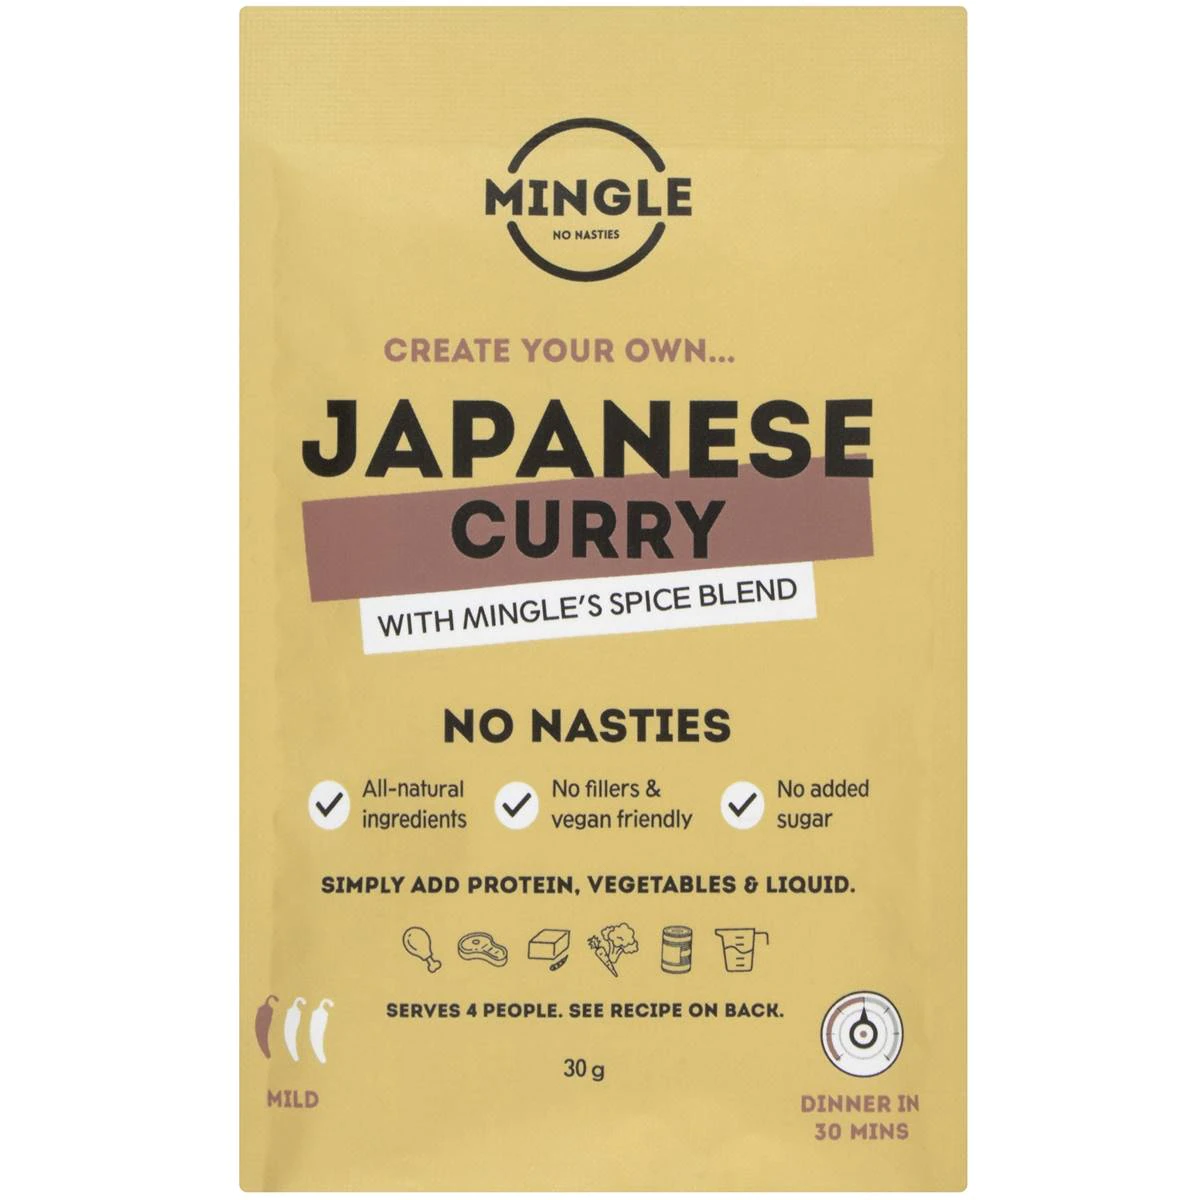 MINGLE
NO NASTIES
CREATE YOUR OWN...
JAPANESE
CURRY
WITH MINGLE'S SPICE BLEND
NO NASTIES
All-natural
ingredients
No fillers &
vegan friendly
No added
sugar
SIMPLY ADD PROTEIN, VEGETABLES & LIQUID.
SERVES 4 PEOPLE. SEE RECIPE ON BACK.
30 g
MILD
DINNER IN
30 MINS